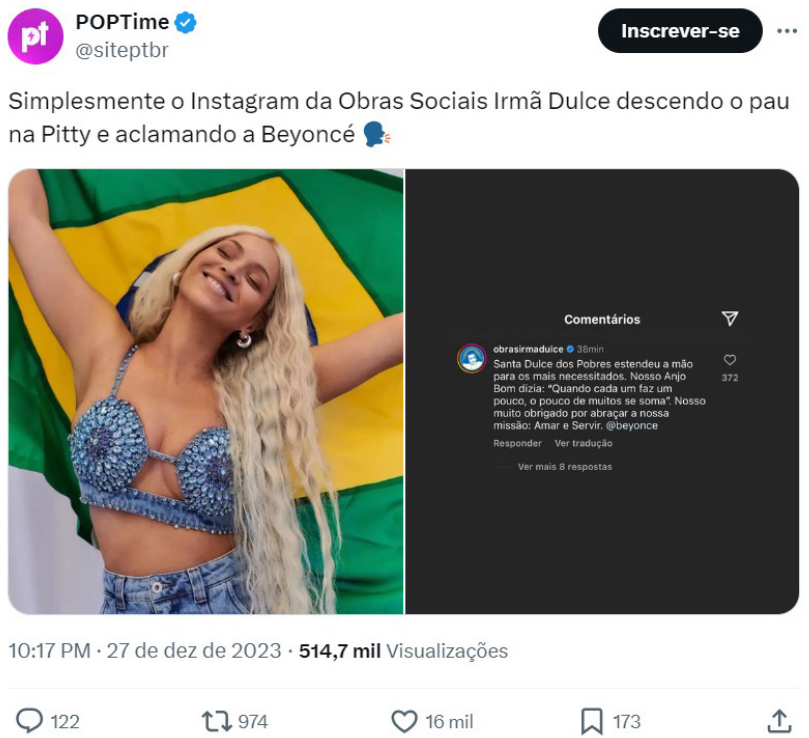 POPTime
@siteptbr
Inscrever-se
Simplesmente o Instagram da Obras Sociais Irmã Dulce descendo o pau
na Pitty e aclamando a Beyoncé
Comentários
obrasirmadulce 38min
Santa Dulce dos Pobres estendeu a mão
para os mais necessitados. Nosso Anjo
Bom dizia: "Quando cada um faz um
pouco, o pouco de muitos se soma". Nosso
muito obrigado por abraçar a nossa
missão: Amar e Servir. @beyonce
372
Responder Ver tradução
Ver mais 8 respostas
10:17 PM · 27 de dez de 2023 · 514,7 mil Visualizações
122 974 16 mil 173